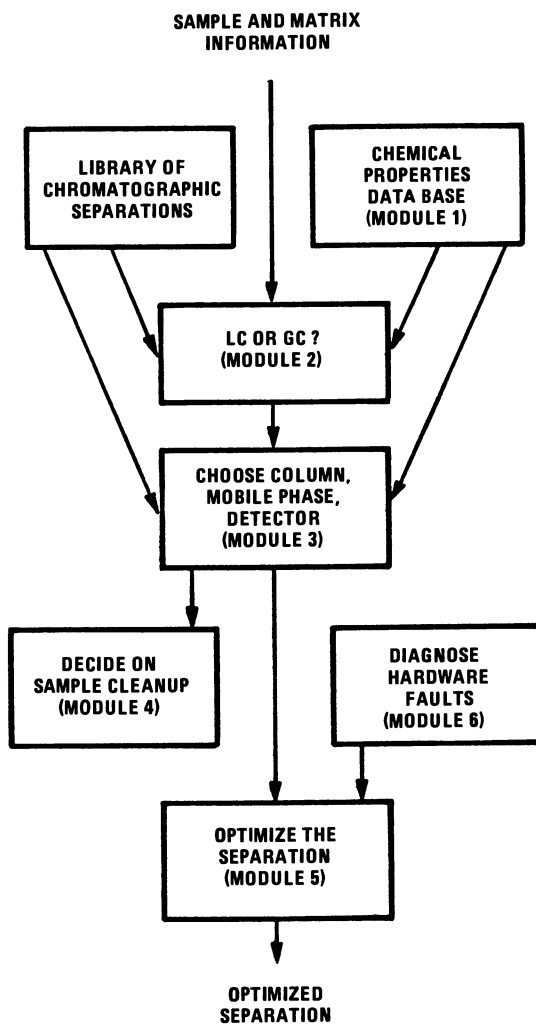 SAMPLE AND MATRIX
INFORMATION
LIBRARY OF
CHROMATOGRAPHIC
SEPARATIONS
CHEMICAL
PROPERTIES
DATA BASE
(MODULE 1)
LC OR GC ?
(MODULE 2)
CHOOSE COLUMN,
MOBILE PHASE,
DETECTOR
(MODULE 3)
DECIDE ON
SAMPLE CLEANUP
(MODULE 4)
DIAGNOSE
HARDWARE
FAULTS
(MODULE 6)
OPTIMIZE THE
SEPARATION
(MODULE 5)
OPTIMIZED
SEPARATION